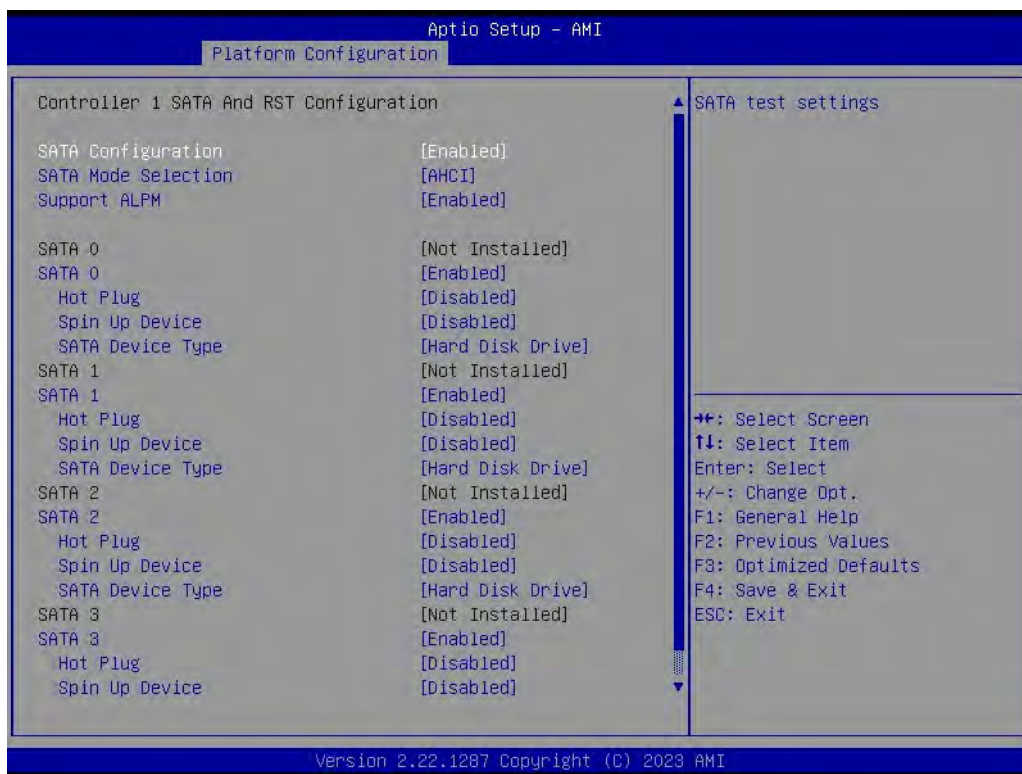 Aptio Setup - AMI
Platform Configuration
Controller 1 SATA And RST Configuration
SATA Configuration [Enabled]
SATA Mode Selection [AHCI]
Support ALPM [Enabled]
SATA 0 [Not Installed]
SATA 0 [Enabled]
Hot Plug [Disabled]
Spin Up Device [Disabled]
SATA Device Type [Hard Disk Drive]
SATA 1 [Not Installed]
SATA 1 [Enabled]
Hot Plug [Disabled]
Spin Up Device [Disabled]
SATA Device Type [Hard Disk Drive]
SATA 2 [Not Installed]
SATA 2 [Enabled]
Hot Plug [Disabled]
Spin Up Device [Disabled]
SATA Device Type [Hard Disk Drive]
SATA 3 [Not Installed]
SATA 3 [Enabled]
Hot Plug [Disabled]
Spin Up Device [Disabled]
SATA test settings
→←: Select Screen
↑↓: Select Item
Enter: Select
+/-: Change Opt.
F1: General Help
F2: Previous Values
F3: Optimized Defaults
F4: Save & Exit
ESC: Exit
Version 2.22.1287 Copyright (C) 2023 AMI